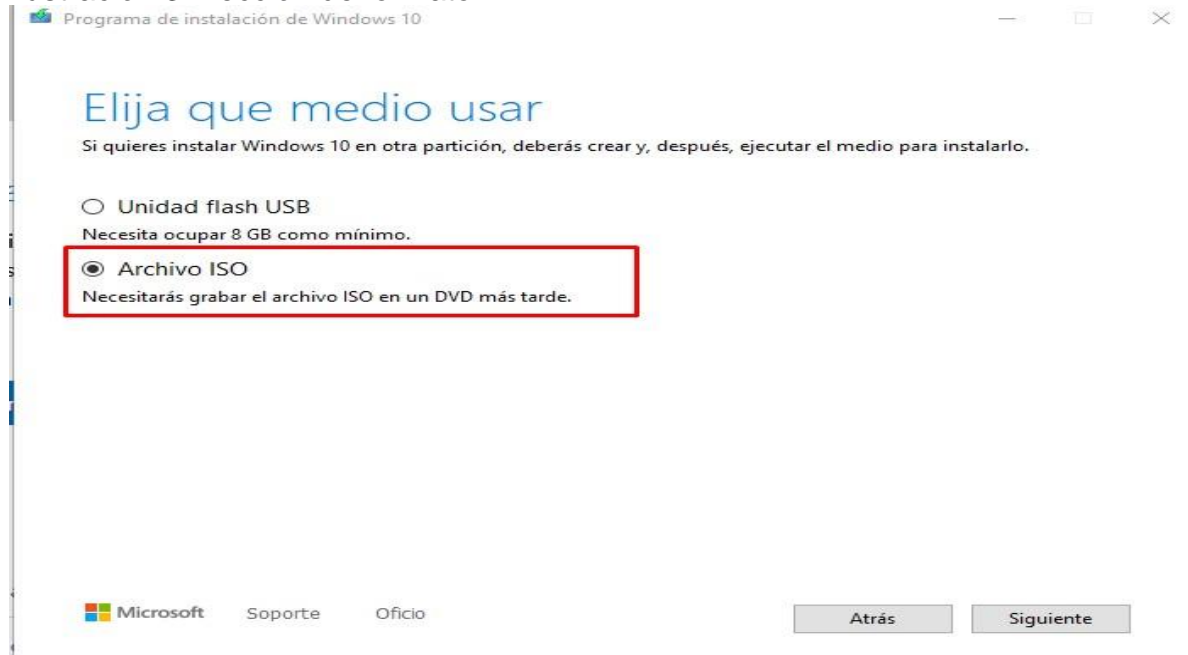 Programa de instalación de Windows 10
Elija que medio usar
Si quieres instalar Windows 10 en otra partición, deberás crear y, después, ejecutar el medio para instalarlo.
Unidad flash USB
Necesita ocupar 8 GB como mínimo.
Archivo ISO
Necesitarás grabar el archivo ISO en un DVD más tarde.
Microsoft Soporte Oficio Atrás Siguiente